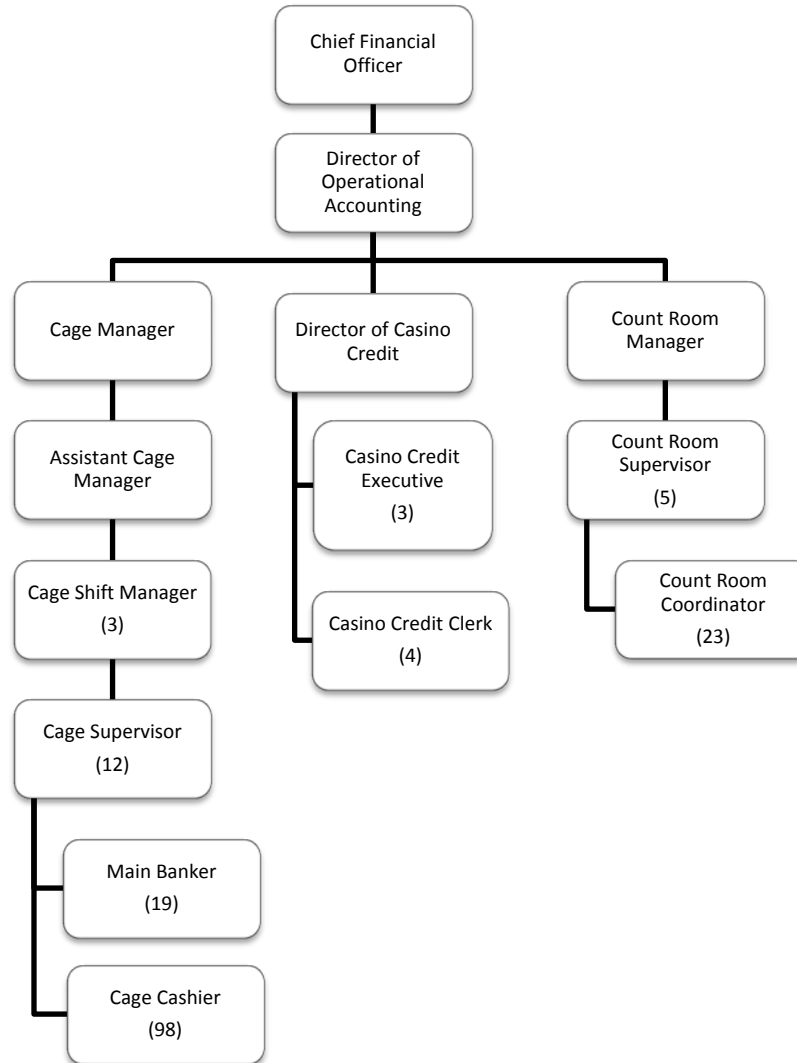 Chief Financial
Officer
Director of
Operational
Accounting
Cage Manager
Director of Casino
Credit
Count Room
Manager
Assistant Cage
Manager
Casino Credit
Executive
(3)
Count Room
Supervisor
(5)
Cage Shift Manager
(3)
Casino Credit Clerk
(4)
Count Room
Coordinator
(23)
Cage Supervisor
(12)
Main Banker
(19)
Cage Cashier
(98)